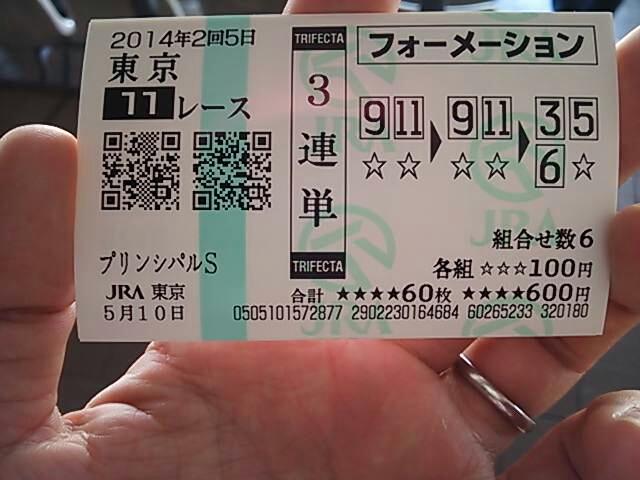 2014年2回5日
東京
11レース
プリンシパルS
JRA 東京
5月10日
TRIFECTA
3連単
TRIFECTA
フォーメーション
9 11 ▶ 9 11 ▶ 3 5
☆ ☆ ☆ ☆ 6 ☆
組合せ数6
各組 ☆☆☆100円
合計 ★★★★60枚 ★★★★600円
0505101572877 2902230164684 60265233 320180
JRA
JRA
JRA